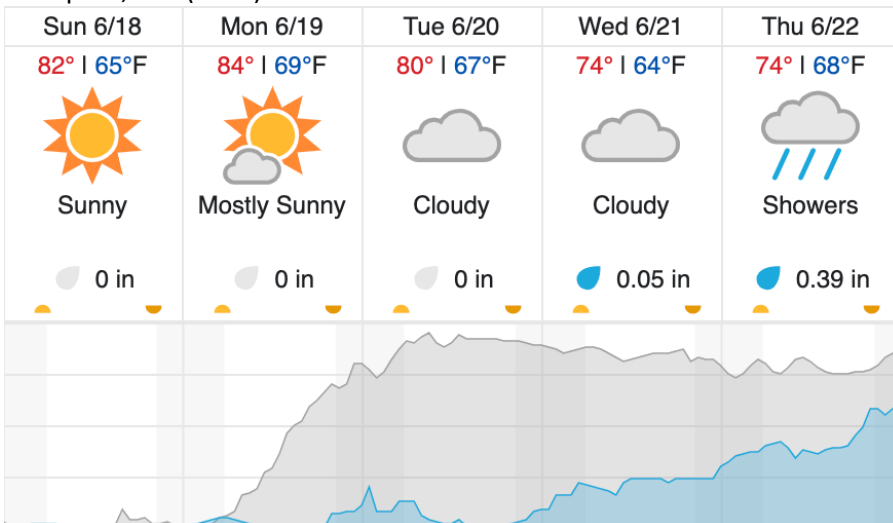 Sun 6/18
Mon 6/19
Tue 6/20
Wed 6/21
Thu 6/22
82° | 65°F
84° | 69°F
80° | 67°F
74° | 64°F
74° | 68°F
Sunny
Mostly Sunny
Cloudy
Cloudy
Showers
0 in
0 in
0 in
0.05 in
0.39 in